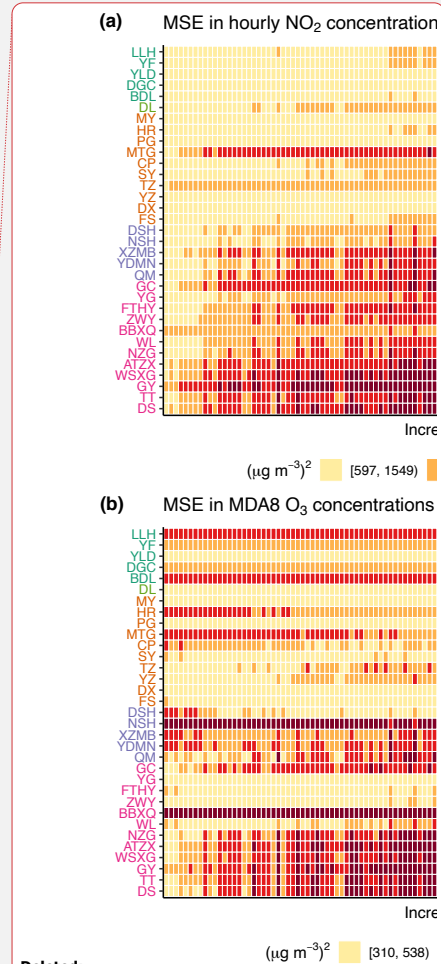 (a) MSE in hourly NO₂ concentration
LLH
YF
YLD
DGC
BDL
DL
MY
HR
PG
MTG
CP
SY
TZ
YZ
DX
FS
DSH
NSH
XZMB
YDMN
QM
GC
YG
FTHY
ZWY
BBXQ
WL
NZG
ATZX
WSXG
GY
TT
DS
Incre
(μg m⁻³)² [597, 1549)
(b) MSE in MDA8 O₃ concentrations
LLH
YF
YLD
DGC
BDL
DL
MY
HR
PG
MTG
CP
SY
TZ
YZ
DX
FS
DSH
NSH
XZMB
YDMN
QM
GC
YG
FTHY
ZWY
BBXQ
WL
NZG
ATZX
WSXG
GY
TT
DS
Incre
(μg m⁻³)² [310, 538)